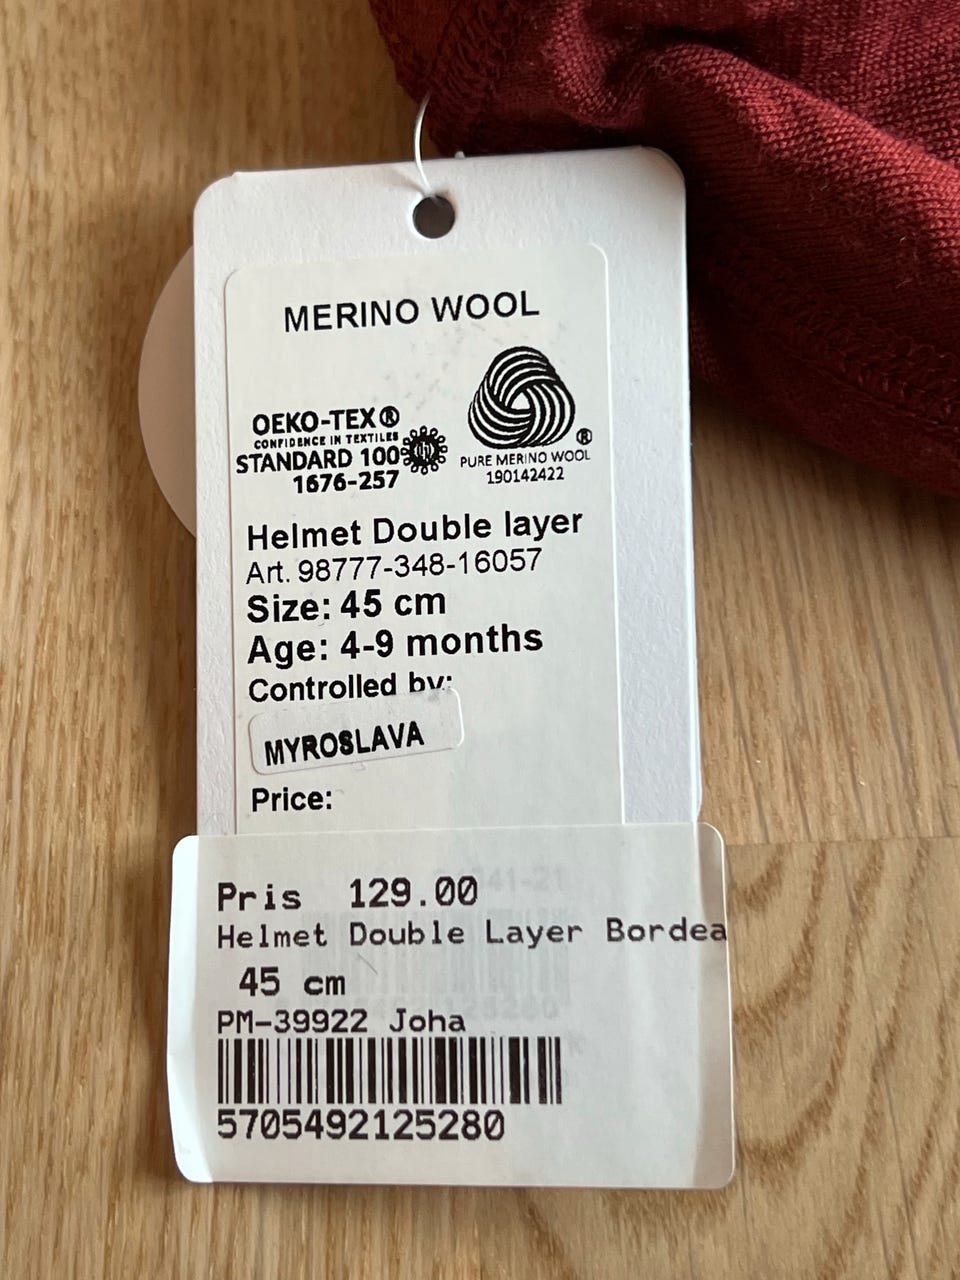 MERINO WOOL
OEKO-TEX®
CONFIDENCE IN TEXTILES
STANDARD 100
1676-257
®
PURE MERINO WOOL
190142422
Helmet Double layer
Art. 98777-348-16057
Size: 45 cm
Age: 4-9 months
Controlled by:
MYROSLAVA
Price:
Pris 129.00
Helmet Double Layer Bordea
45 cm
PM-39922 Joha
5705492125280